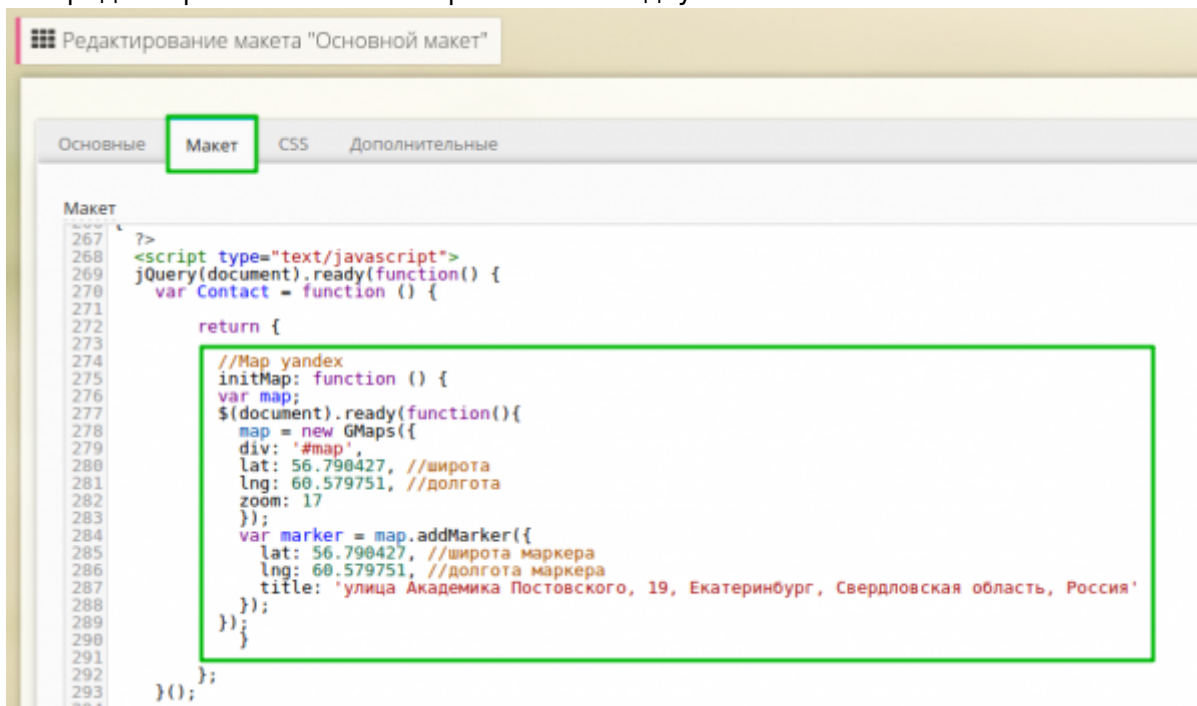 Редактирование макета "Основной макет"
Основные Макет CSS Дополнительные
Макет
267 ?>
268 <script type="text/javascript">
269 jQuery(document).ready(function() {
270 var Contact = function () {
271
272 return {
273
274 //Map yandex
275 initMap: function () {
276 var map;
277 $(document).ready(function(){
278 map = new GMaps({
279 div: '#map',
280 lat: 56.790427, //широта
281 lng: 60.579751, //долгота
282 zoom: 17
283 });
284 var marker = map.addMarker({
285 lat: 56.790427, //широта маркера
286 lng: 60.579751, //долгота маркера
287 title: 'улица Академика Постовского, 19, Екатеринбург, Свердловская область, Россия'
288 });
289 });
290 }
291
292 };
293 }();